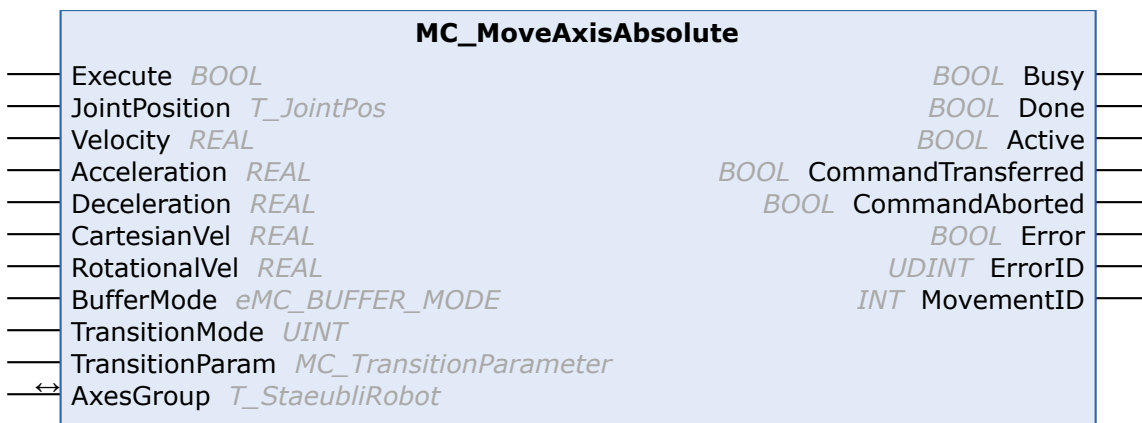 MC_MoveAxisAbsolute
Execute BOOL BOOL Busy
JointPosition T_JointPos BOOL Done
Velocity REAL BOOL Active
Acceleration REAL BOOL CommandTransferred
Deceleration REAL BOOL CommandAborted
CartesianVel REAL BOOL Error
RotationalVel REAL UDINT ErrorID
BufferMode eMC_BUFFER_MODE INT MovementID
TransitionMode UINT
TransitionParam MC_TransitionParameter
↔ AxesGroup T_StaeubliRobot